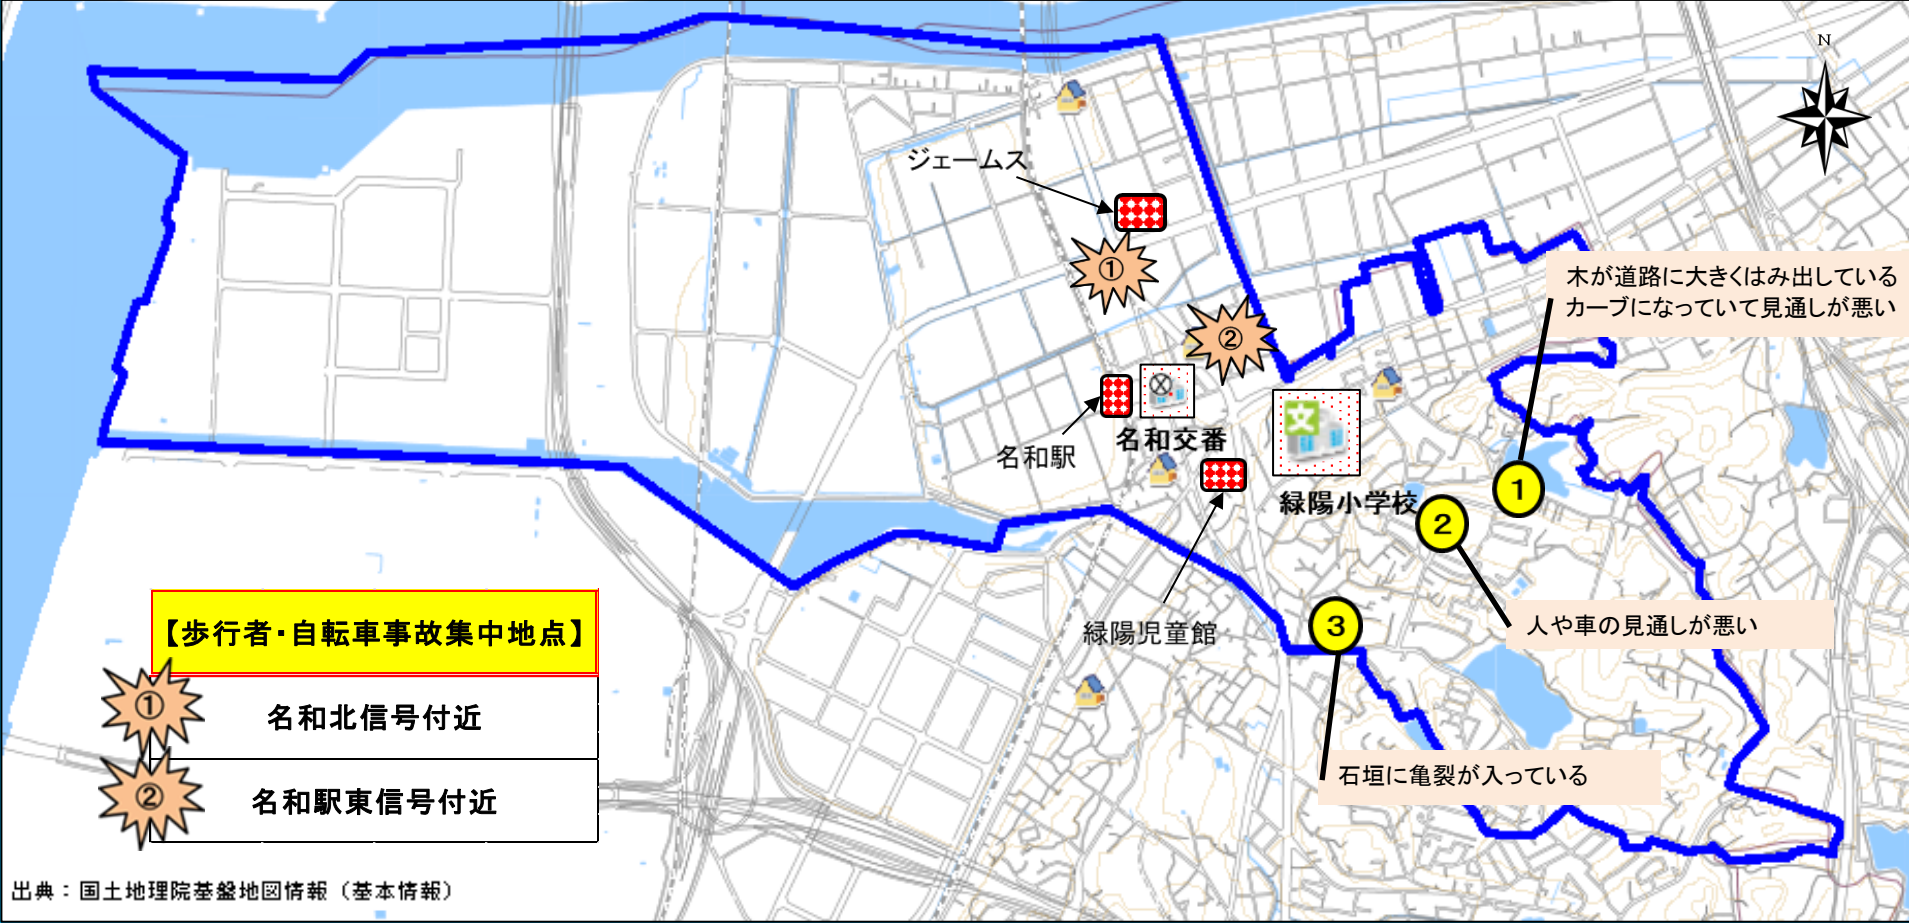 N
ジェームス
①
②
木が道路に大きくはみ出している
カーブになっていて見通しが悪い
文
名和交番
名和駅
緑陽小学校
1
2
緑陽児童館
3
人や車の見通しが悪い
石垣に亀裂が入っている
【歩行者・自転車事故集中地点】
① 名和北信号付近
② 名和駅東信号付近
出典：国土地理院基盤地図情報（基本情報）